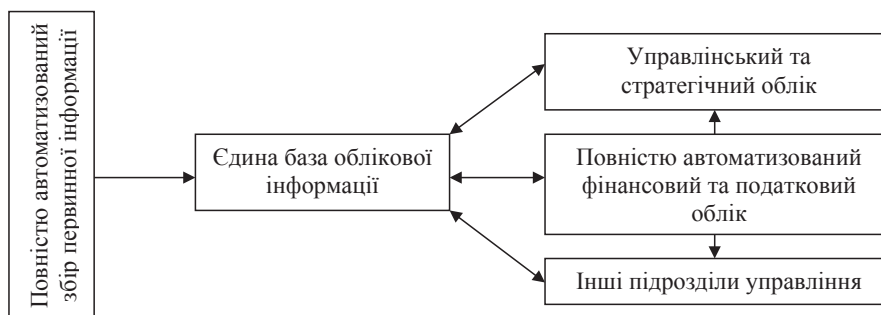 Повністю автоматизований
збір первинної інформації
Єдина база облікової
інформації
Управлінський та
стратегічний облік
Повністю автоматизований
фінансовий та податковий
облік
Інші підрозділи управління